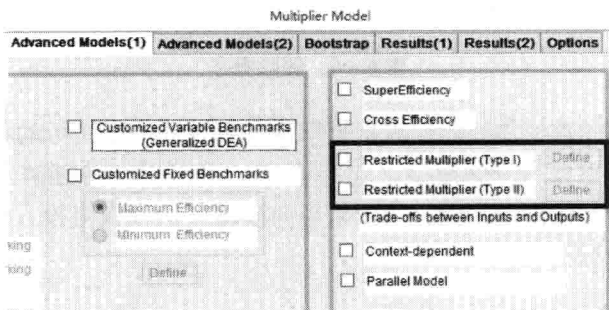 Multiplier Model
Advanced Models(1) Advanced Models(2) Bootstrap Results(1) Results(2) Options
Customized Variable Benchmarks
(Generalized DEA)
Customized Fixed Benchmarks
Maximum Efficiency
Minimum Efficiency
king
king
Define
SuperEfficiency
Cross Efficiency
Restricted Multiplier (Type I) Define
Restricted Multiplier (Type II) Define
(Trade-offs between Inputs and Outputs)
Context-dependent
Parallel Model